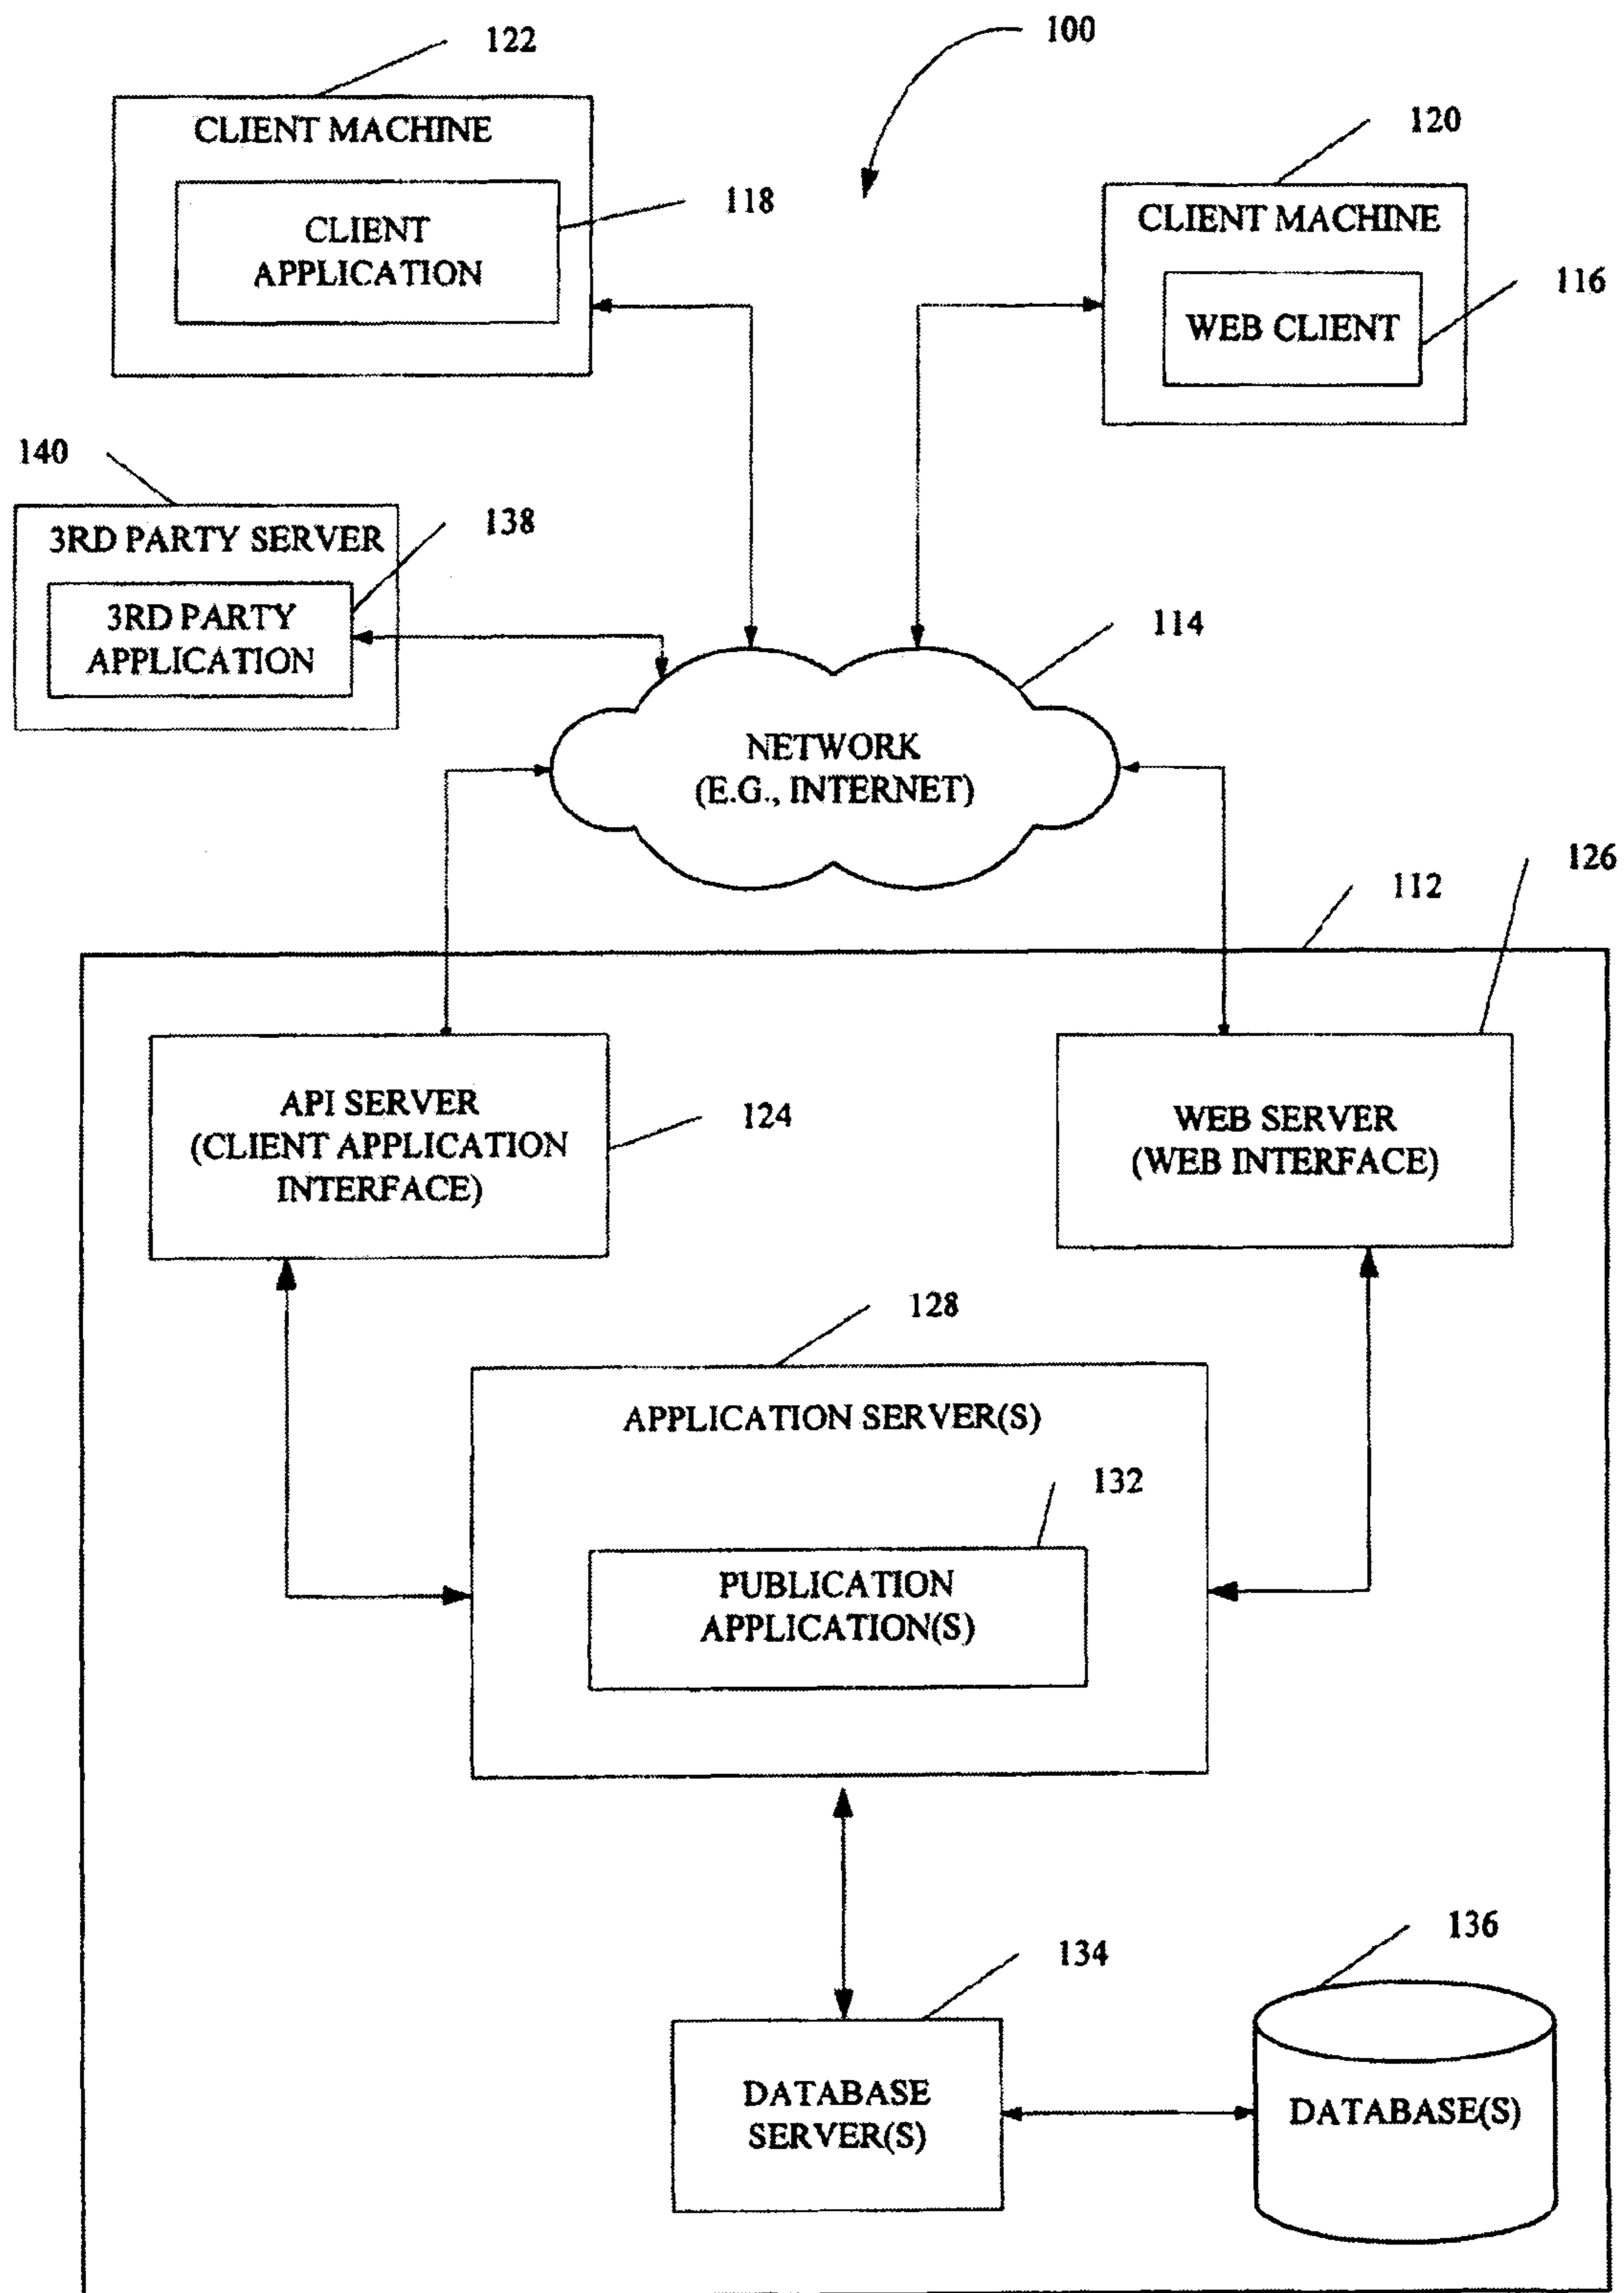 100
122
CLIENT MACHINE
118
CLIENT
APPLICATION
120
CLIENT MACHINE
116
WEB CLIENT
140
3RD PARTY SERVER
138
3RD PARTY
APPLICATION
114
NETWORK
(E.G., INTERNET)
126
112
API SERVER
(CLIENT APPLICATION
INTERFACE)
124
WEB SERVER
(WEB INTERFACE)
128
APPLICATION SERVER(S)
132
PUBLICATION
APPLICATION(S)
134
DATABASE
SERVER(S)
136
DATABASE(S)